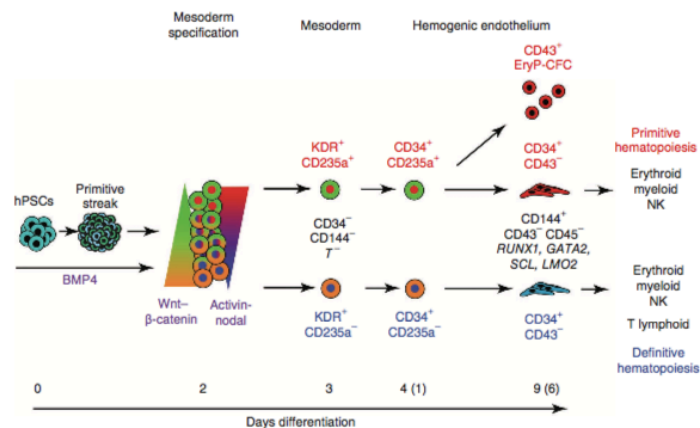 Mesoderm
specification
Mesoderm
Hemogenic endothelium
CD43⁺
EryP-CFC
hPSCs
Primitive
streak
BMP4
Wnt–
β-catenin
Activin-
nodal
KDR⁺
CD235a⁺
CD34⁺
CD235a⁺
CD34⁺
CD43⁻
Primitive
hematopoiesis
Erythroid
myeloid
NK
CD34⁻
CD144⁻
T⁻
CD144⁺
CD43⁻ CD45⁻
RUNX1, GATA2,
SCL, LMO2
KDR⁺
CD235a⁻
CD34⁺
CD235a⁻
CD34⁺
CD43⁻
Erythroid
myeloid
NK
T lymphoid
Definitive
hematopoiesis
0 2 3 4 (1) 9 (6)
Days differentiation